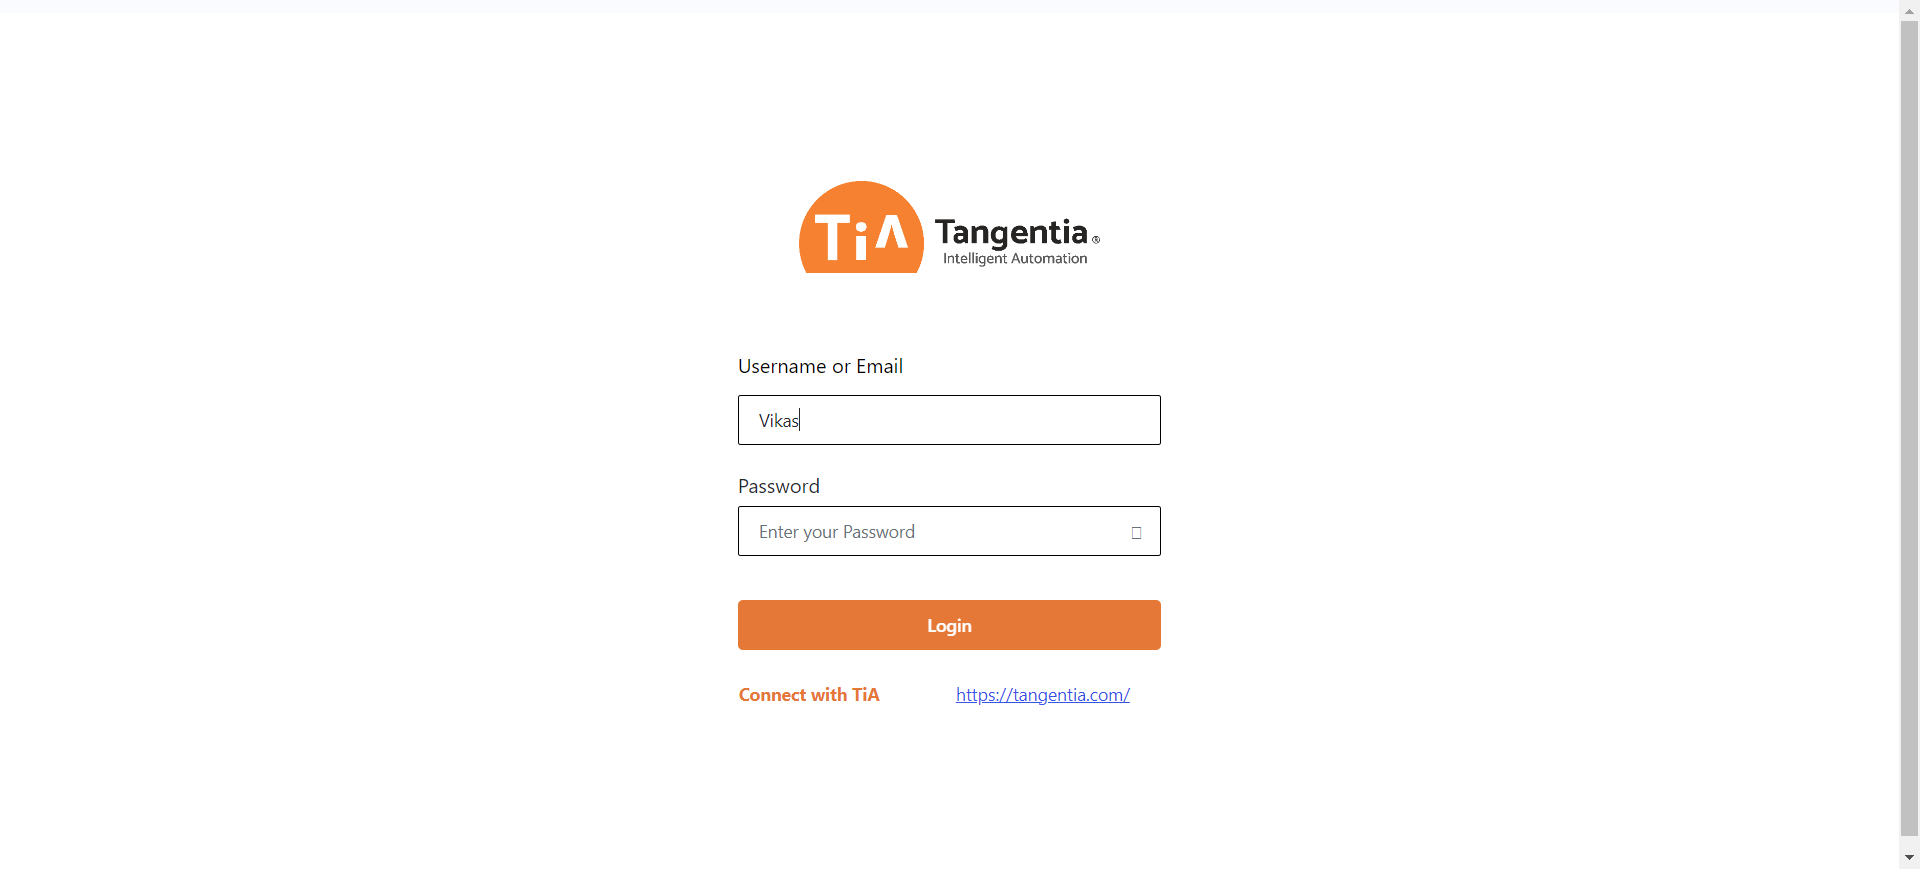 TiA Tangentia®
Intelligent Automation
Username or Email
Vikas
Password
Enter your Password
Login
Connect with TiA https://tangentia.com/